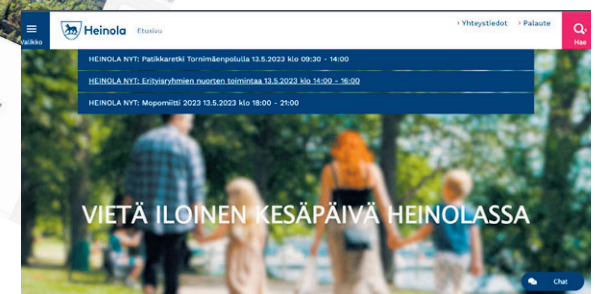 Valikko
Heinola
Etusivu
Yhteystiedot
Palaute
Hae
HEINOLA NYT: Patikkaretki Tornimäenpolulla 13.5.2023 klo 09:30 - 14:00
HEINOLA NYT: Erityisryhmien nuorten toimintaa 13.5.2023 klo 14:00 - 16:00
HEINOLA NYT: Mopomiitti 2023 13.5.2023 klo 18:00 - 21:00
VIETÄ ILOINEN KESÄPÄIVÄ HEINOLASSA
Chat